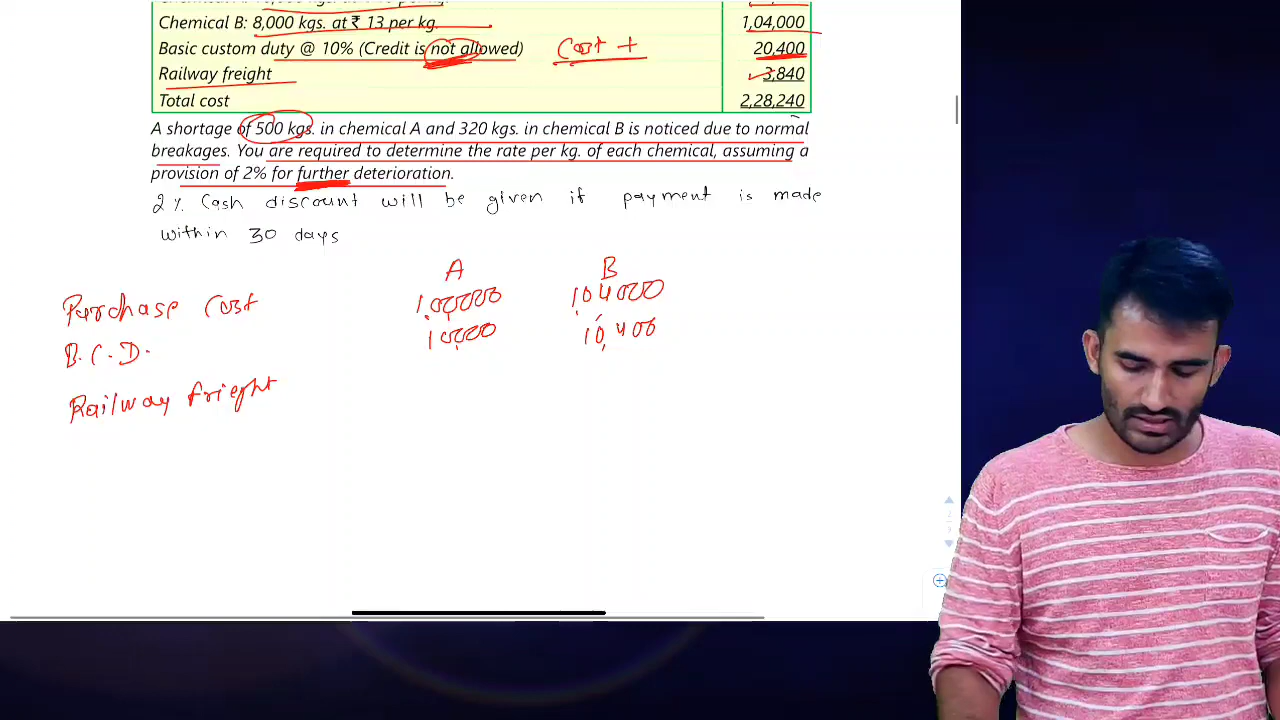 Chemical B: 8,000 kgs. at ₹ 13 per kg. 1,04,000
Basic custom duty @ 10% (Credit is not allowed) 20,400 Cost +
Railway freight 3,840
Total cost 2,28,240
A shortage of 500 kgs. in chemical A and 320 kgs. in chemical B is noticed due to normal
breakages. You are required to determine the rate per kg. of each chemical, assuming a
provision of 2% for further deterioration.
2% Cash discount will be given if payment is made
within 30 days
A B
Purchase cost 1,00000 1,04000
B.C.D. 10,000 10,400
Railway frieght